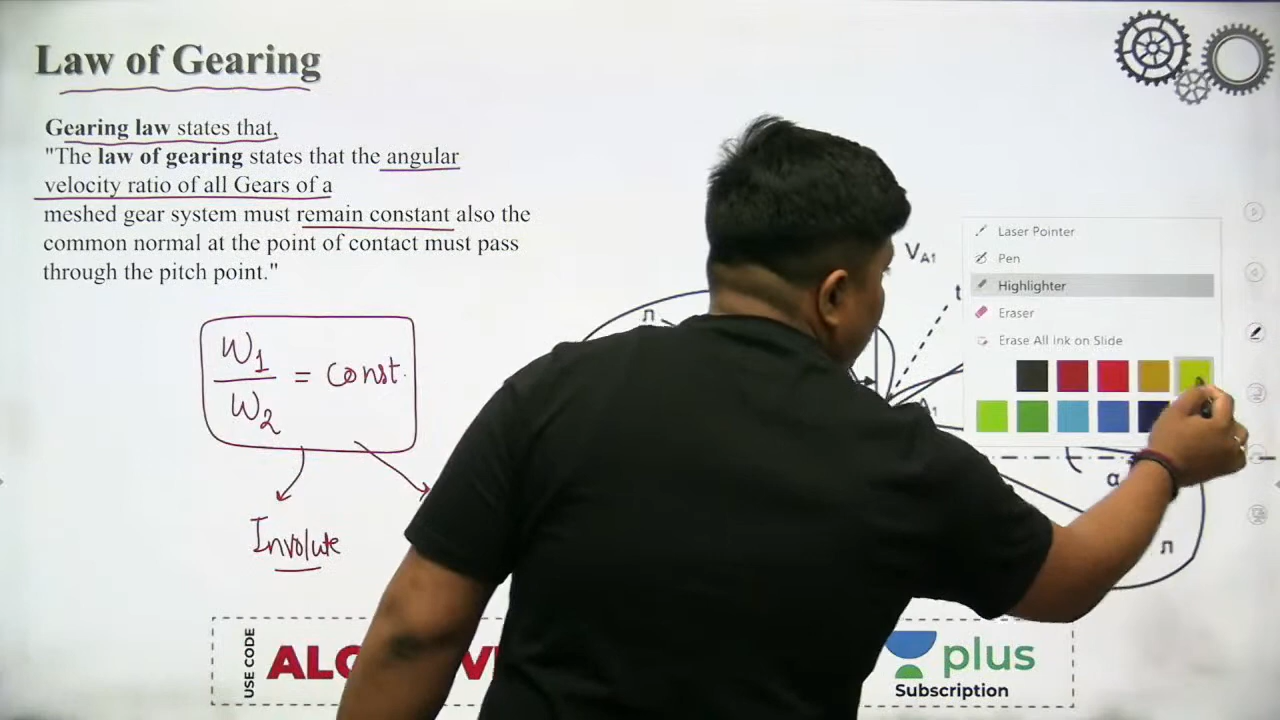 Law of Gearing
Gearing law states that,
"The law of gearing states that the angular
velocity ratio of all Gears of a
meshed gear system must remain constant also the
common normal at the point of contact must pass
through the pitch point."
W1
W2
= Const.
Involute
л
VA1
t
A1
α
л
Laser Pointer
Pen
Highlighter
Eraser
Erase All Ink on Slide
USE CODE
plus
Subscription